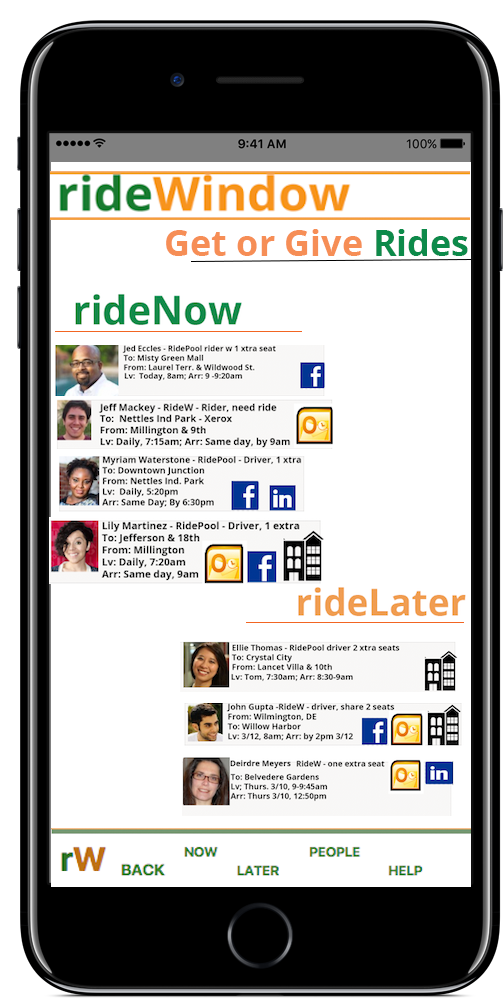 9:41 AM 100%
rideWindow
Get or Give Rides
rideNow
Jed Eccles - RidePool rider w 1 xtra seat
To: Misty Green Mall
From: Laurel Terr. & Wildwood St.
Lv: Today, 8am; Arr: 9 -9:20am
f
Jeff Mackey - RideW - Rider, need ride
To: Nettles Ind Park - Xerox
From: Millington & 9th
Lv: Daily, 7:15am; Arr: Same day, by 9am
Myriam Waterstone - RidePool - Driver, 1 xtra
To: Downtown Junction
From: Nettles Ind. Park
Lv: Daily, 5:20pm
Arr: Same Day; By 6:30pm
f in
Lily Martinez - RidePool - Driver, 1 extra
To: Jefferson & 18th
From: Millington
Lv: Daily, 7:20am
Arr: Same day, 9am
f
rideLater
Ellie Thomas - RidePool driver 2 xtra seats
To: Crystal City
From: Lancet Villa & 10th
Lv: Tom, 7:30am; Arr: 8:30-9am
John Gupta -RideW - driver, share 2 seats
From: Wilmington, DE
To: Willow Harbor
Lv: 3/12, 8am; Arr: by 2pm 3/12
f
Deirdre Meyers RideW - one extra seat
To: Belvedere Gardens
Lv; Thurs. 3/10, 9-9:45am
Arr: Thurs 3/10, 12:50pm
in
rW BACK NOW LATER PEOPLE HELP